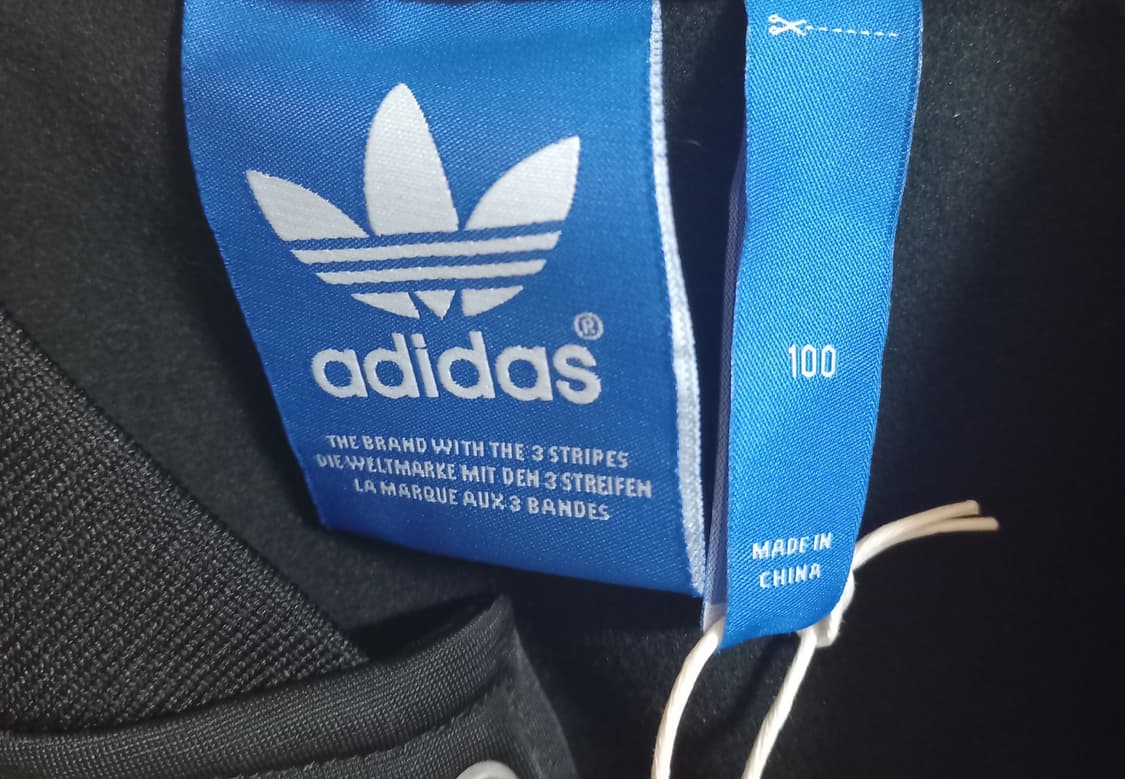 adidas®
THE BRAND WITH THE 3 STRIPES
DIE WELTMARKE MIT DEN 3 STREIFEN
LA MARQUE AUX 3 BANDES
100
MADE IN
CHINA